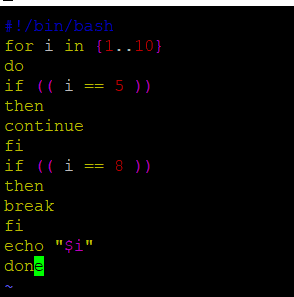 #!/bin/bash
for i in {1..10}
do
if (( i == 5 ))
then
continue
fi
if (( i == 8 ))
then
break
fi
echo "$i"
done
~